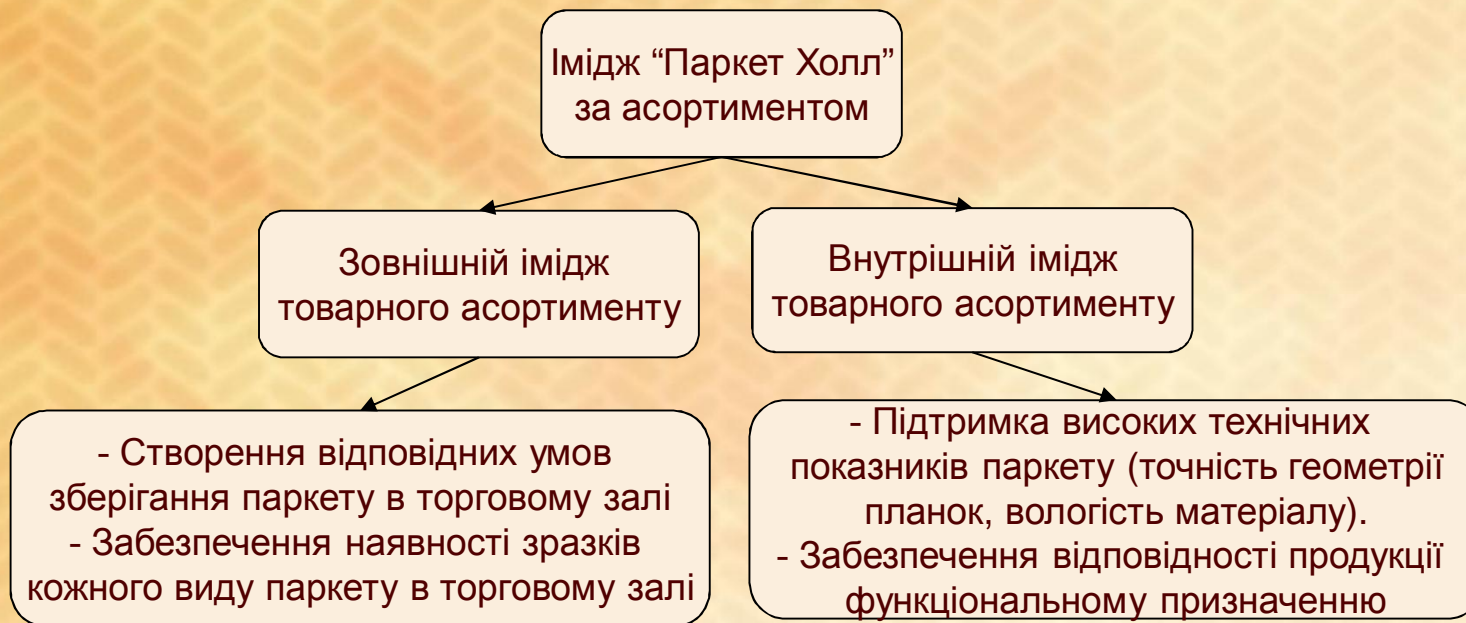 Імідж “Паркет Холл”
за асортиментом
Зовнішній імідж
товарного асортименту
Внутрішній імідж
товарного асортименту
- Створення відповідних умов
зберігання паркету в торговому залі
- Забезпечення наявності зразків
кожного виду паркету в торговому залі
- Підтримка високих технічних
показників паркету (точність геометрії
планок, вологість матеріалу).
- Забезпечення відповідності продукції
функціональному призначенню